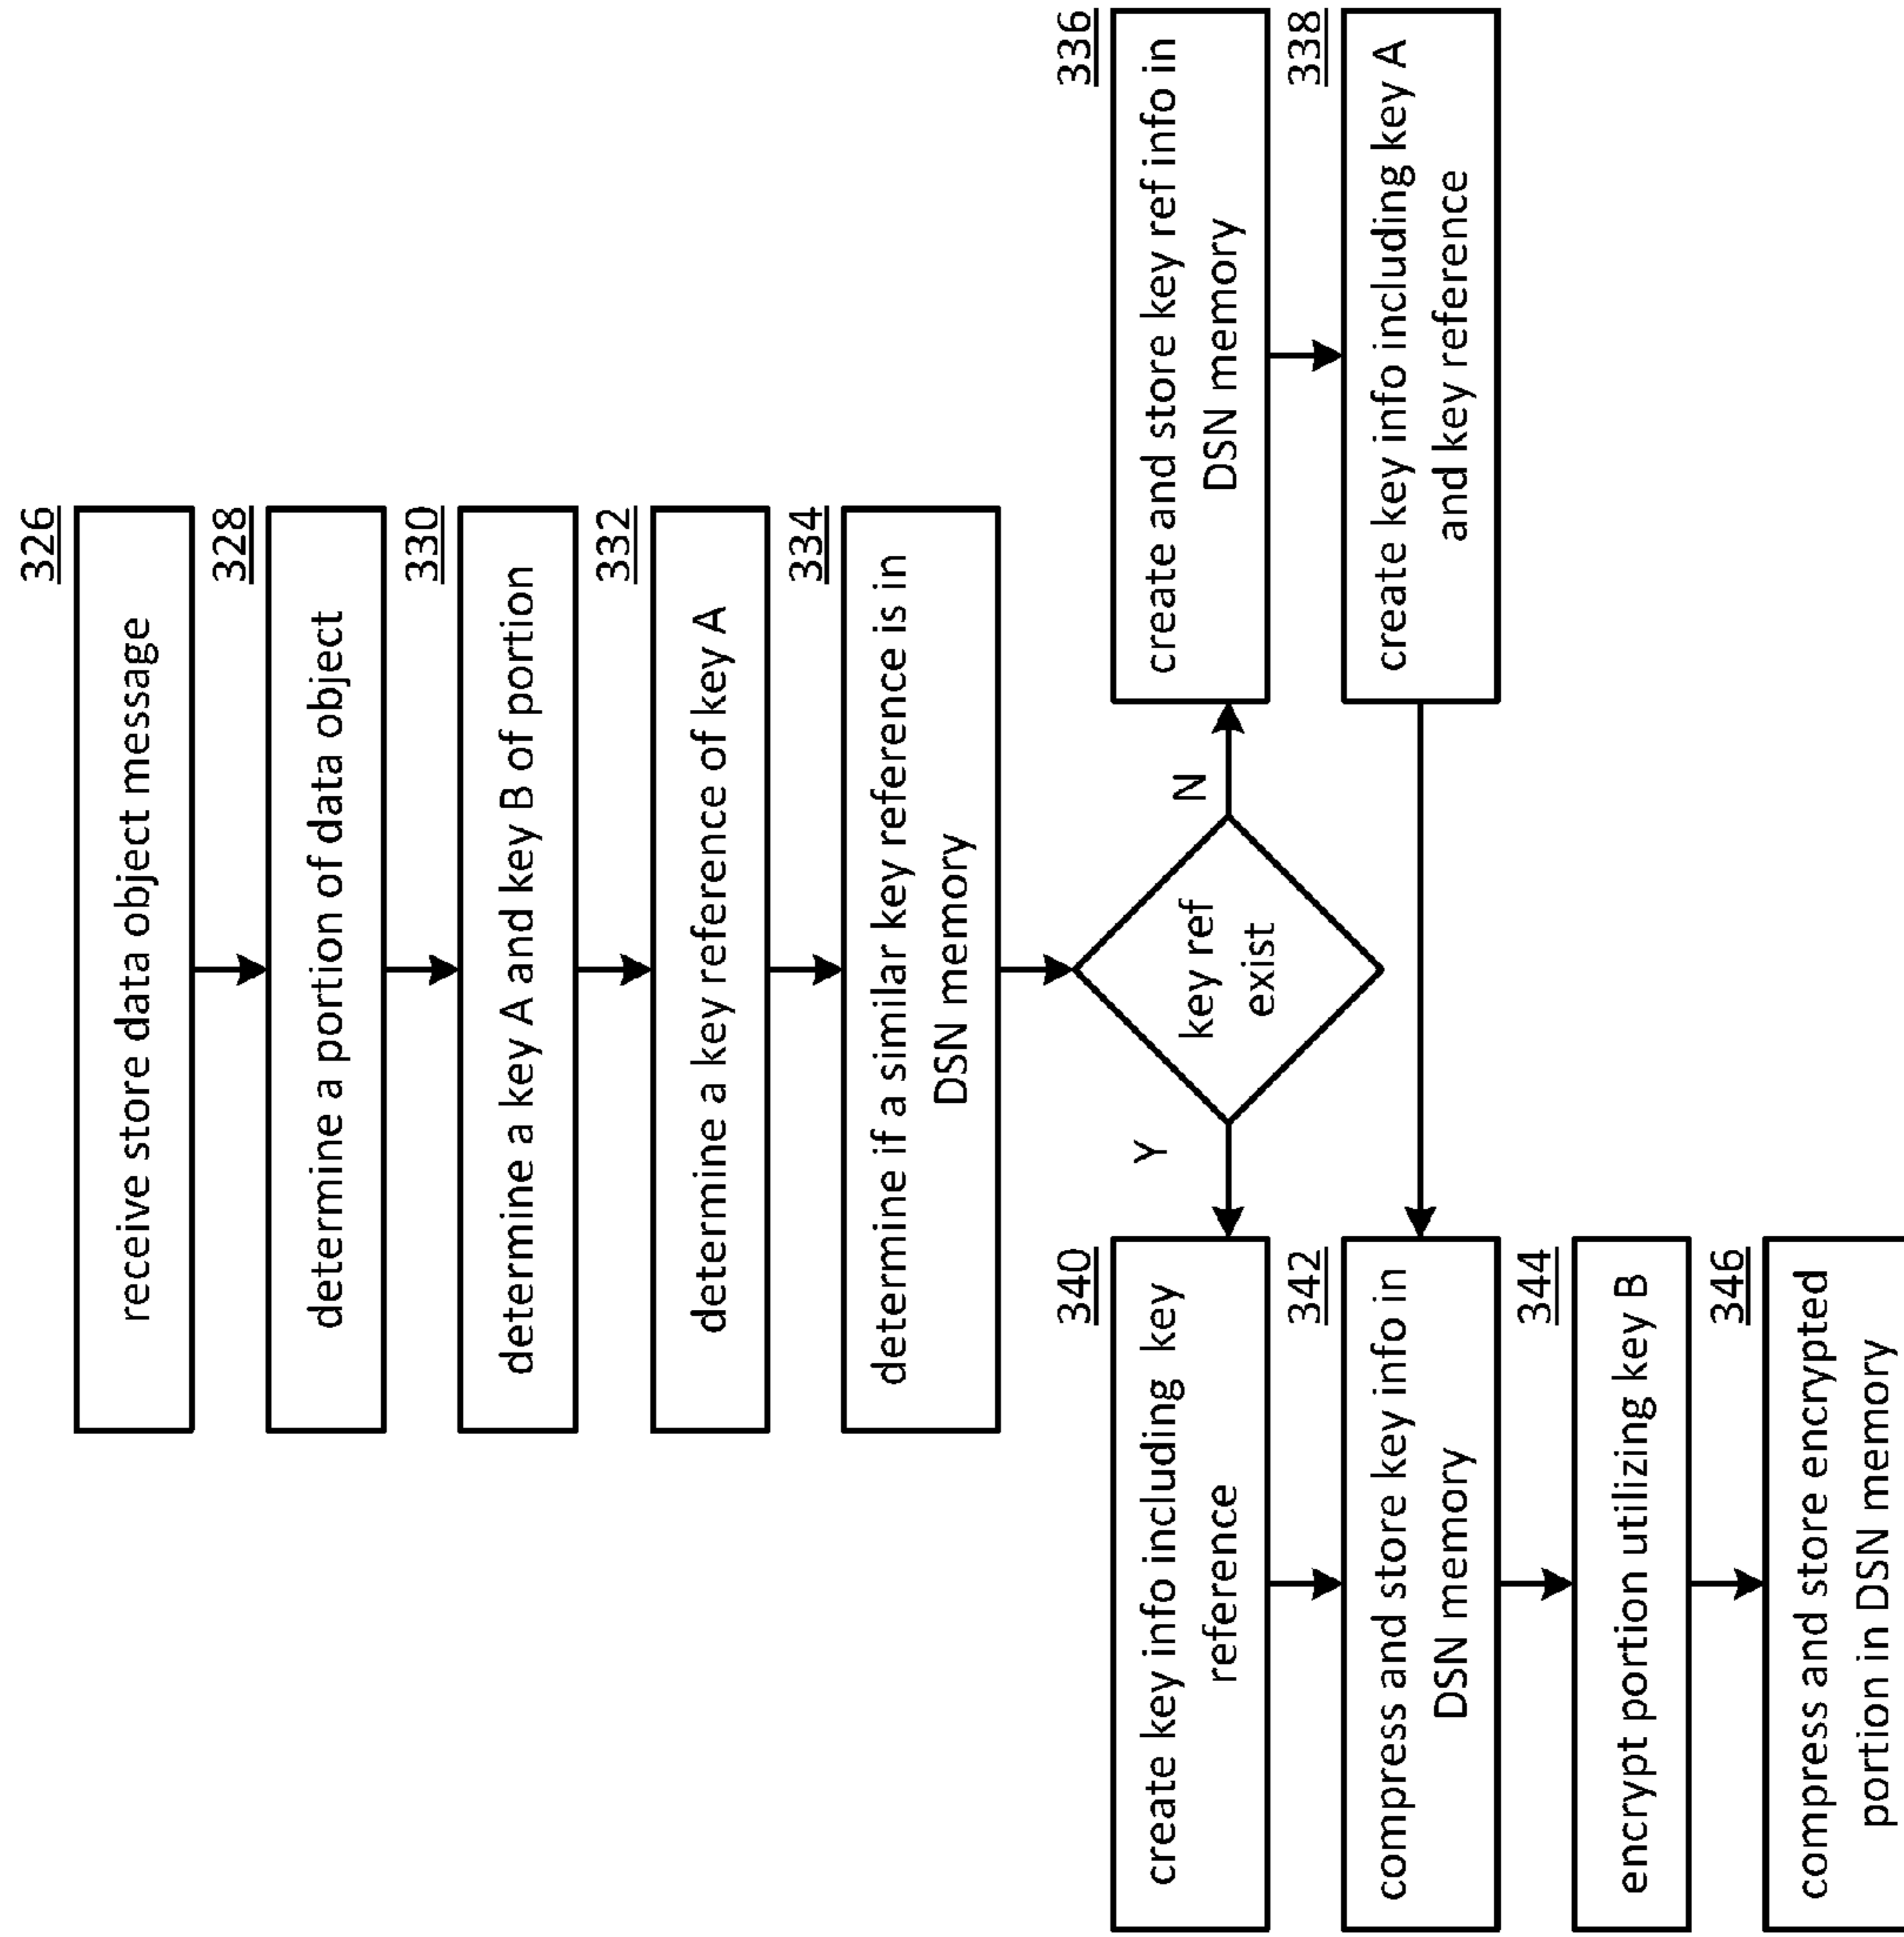 326
receive store data object message
328
determine a portion of data object
330
determine a key A and key B of portion
332
determine a key reference of key A
334
determine if a similar key reference is in
DSN memory
key ref
exist
Y
N
336
create and store key ref info in
DSN memory
338
create key info including key A
and key reference
340
create key info including key
reference
342
compress and store key info in
DSN memory
344
encrypt portion utilizing key B
346
compress and store encrypted
portion in DSN memory